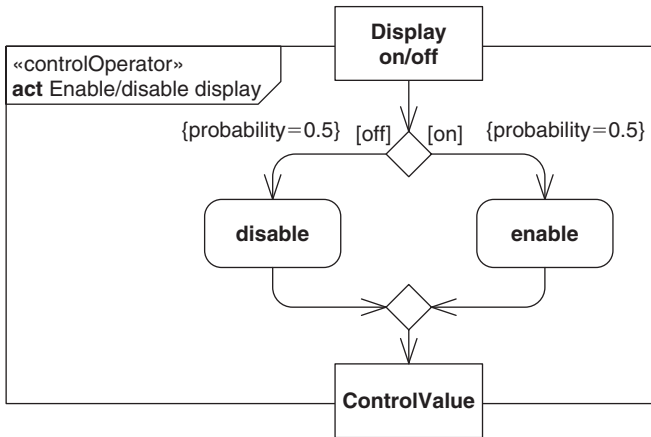 Display
on/off
«controlOperator»
act Enable/disable display
{probability=0.5} [off] [on] {probability=0.5}
disable enable
ControlValue